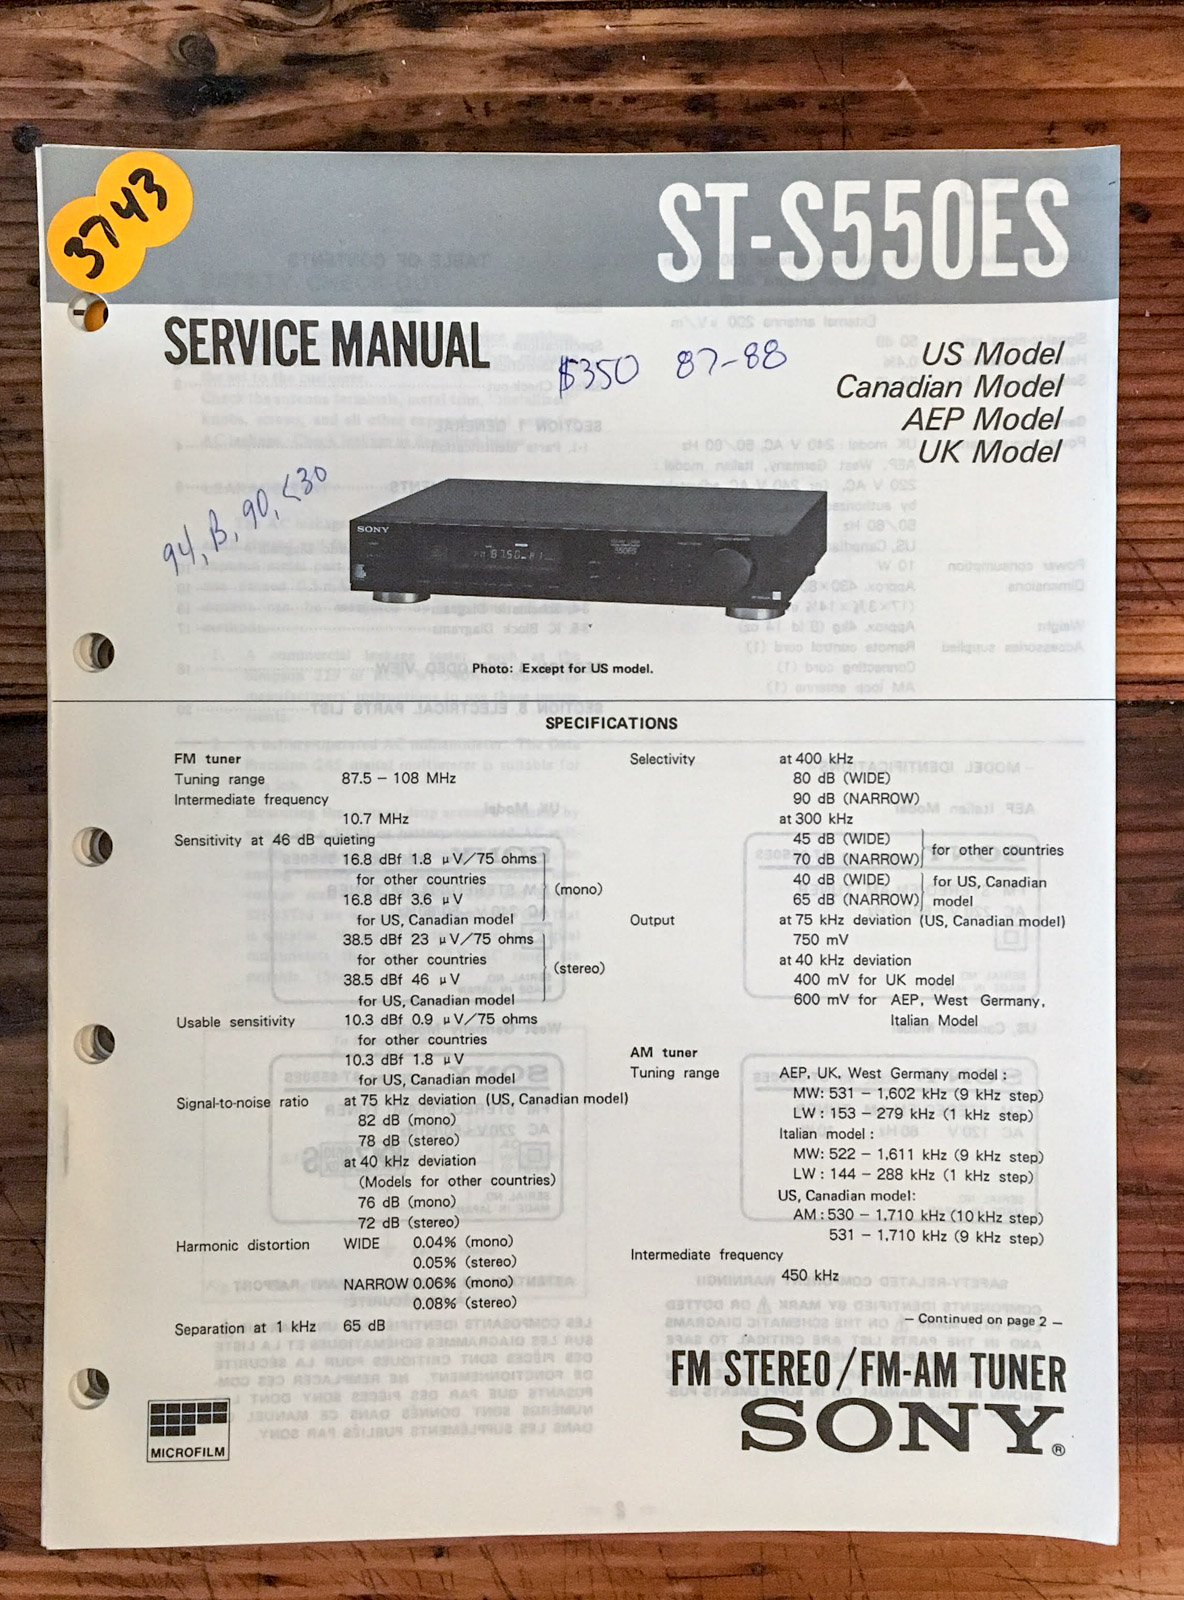 3743
ST-S550ES
SERVICE MANUAL
$350 87-88
US Model
Canadian Model
AEP Model
UK Model
94, B, 90, <30
SONY
550ES
Photo: Except for US model.
SPECIFICATIONS
FM tuner
Tuning range 87.5 – 108 MHz
Intermediate frequency
10.7 MHz
Sensitivity at 46 dB quieting
16.8 dBf 1.8 μV/75 ohms
for other countries
16.8 dBf 3.6 μV
for US, Canadian model
(mono)
38.5 dBf 23 μV/75 ohms
for other countries
38.5 dBf 46 μV
for US, Canadian model
(stereo)
Usable sensitivity 10.3 dBf 0.9 μV/75 ohms
for other countries
10.3 dBf 1.8 μV
for US, Canadian model
Signal-to-noise ratio at 75 kHz deviation (US, Canadian model)
82 dB (mono)
78 dB (stereo)
at 40 kHz deviation
(Models for other countries)
76 dB (mono)
72 dB (stereo)
Harmonic distortion WIDE 0.04% (mono)
0.05% (stereo)
NARROW 0.06% (mono)
0.08% (stereo)
Separation at 1 kHz 65 dB
Selectivity at 400 kHz
80 dB (WIDE)
90 dB (NARROW)
at 300 kHz
45 dB (WIDE)
70 dB (NARROW)
for other countries
40 dB (WIDE)
65 dB (NARROW)
for US, Canadian
model
Output at 75 kHz deviation (US, Canadian model)
750 mV
at 40 kHz deviation
400 mV for UK model
600 mV for AEP, West Germany,
Italian Model
AM tuner
Tuning range AEP, UK, West Germany model :
MW: 531 – 1,602 kHz (9 kHz step)
LW : 153 – 279 kHz (1 kHz step)
Italian model :
MW: 522 – 1,611 kHz (9 kHz step)
LW : 144 – 288 kHz (1 kHz step)
US, Canadian model:
AM : 530 – 1,710 kHz (10 kHz step)
531 – 1,710 kHz (9 kHz step)
Intermediate frequency
450 kHz
– Continued on page 2 –
FM STEREO/FM-AM TUNER
SONY®
MICROFILM